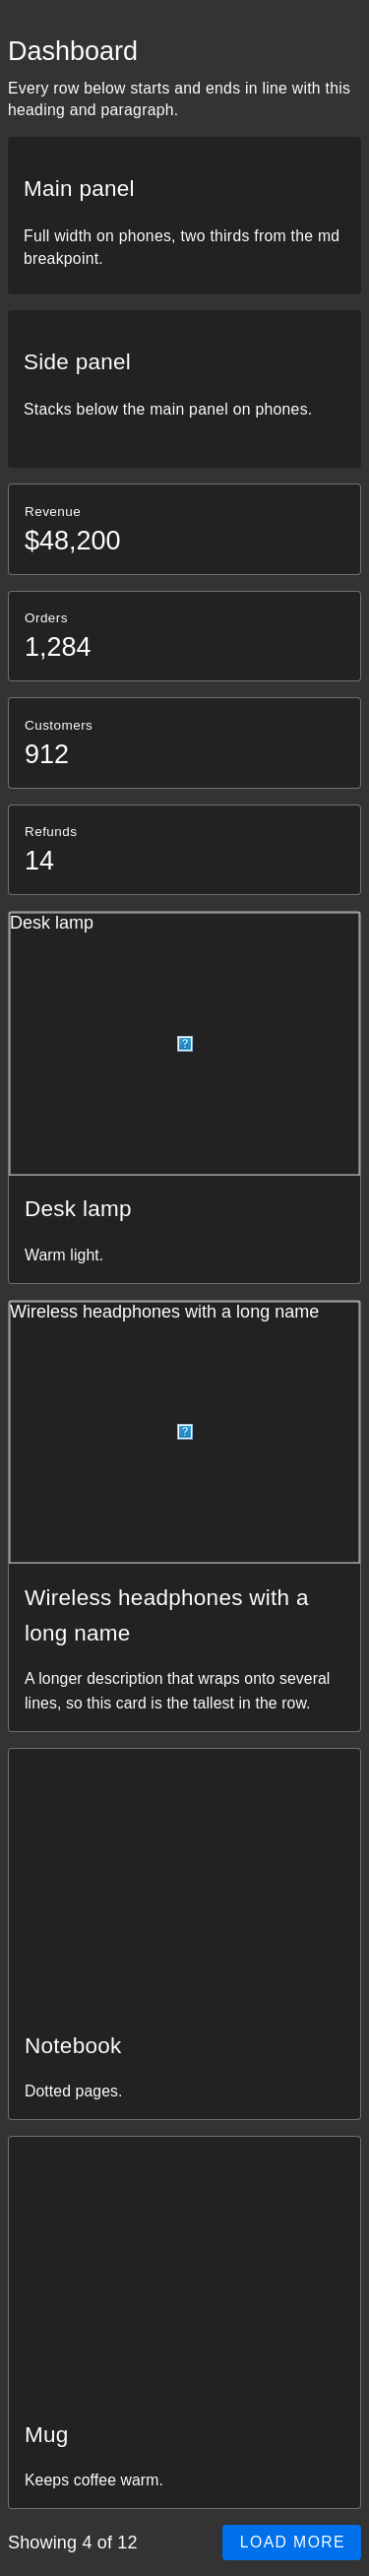 Dashboard
Every row below starts and ends in line with this
heading and paragraph.
Main panel
Full width on phones, two thirds from the md
breakpoint.
Side panel
Stacks below the main panel on phones.
Revenue
$48,200
Orders
1,284
Customers
912
Refunds
14
Desk lamp
?
Desk lamp
Warm light.
Wireless headphones with a long name
?
Wireless headphones with a
long name
A longer description that wraps onto several
lines, so this card is the tallest in the row.
Notebook
Dotted pages.
Mug
Keeps coffee warm.
Showing 4 of 12
LOAD MORE